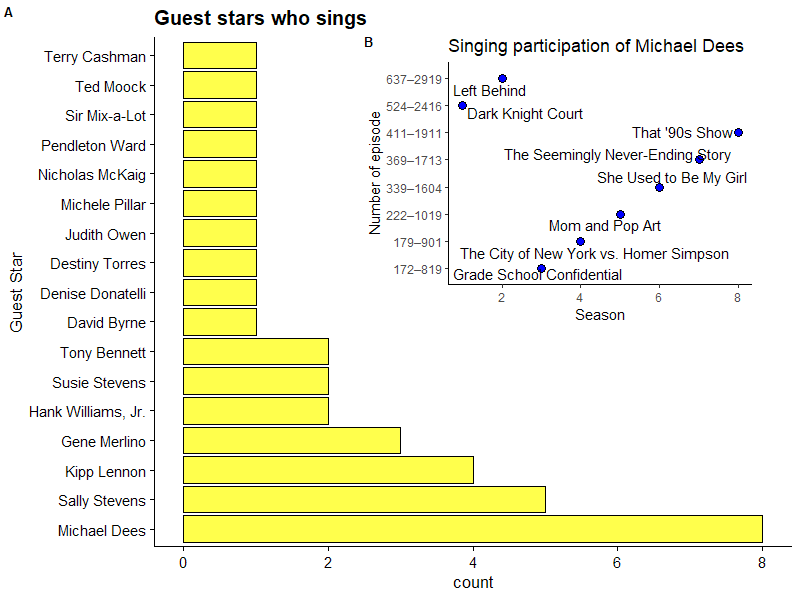 A
Guest stars who sings
Guest Star
Terry Cashman
Ted Moock
Sir Mix-a-Lot
Pendleton Ward
Nicholas McKaig
Michele Pillar
Judith Owen
Destiny Torres
Denise Donatelli
David Byrne
Tony Bennett
Susie Stevens
Hank Williams, Jr.
Gene Merlino
Kipp Lennon
Sally Stevens
Michael Dees
0 2 4 6 8
count
B
Singing participation of Michael Dees
Number of episode
637–2919
524–2416
411–1911
369–1713
339–1604
222–1019
179–901
172–819
Left Behind
Dark Knight Court
That '90s Show
The Seemingly Never-Ending Story
She Used to Be My Girl
Mom and Pop Art
The City of New York vs. Homer Simpson
Grade School Confidential
2 4 6 8
Season